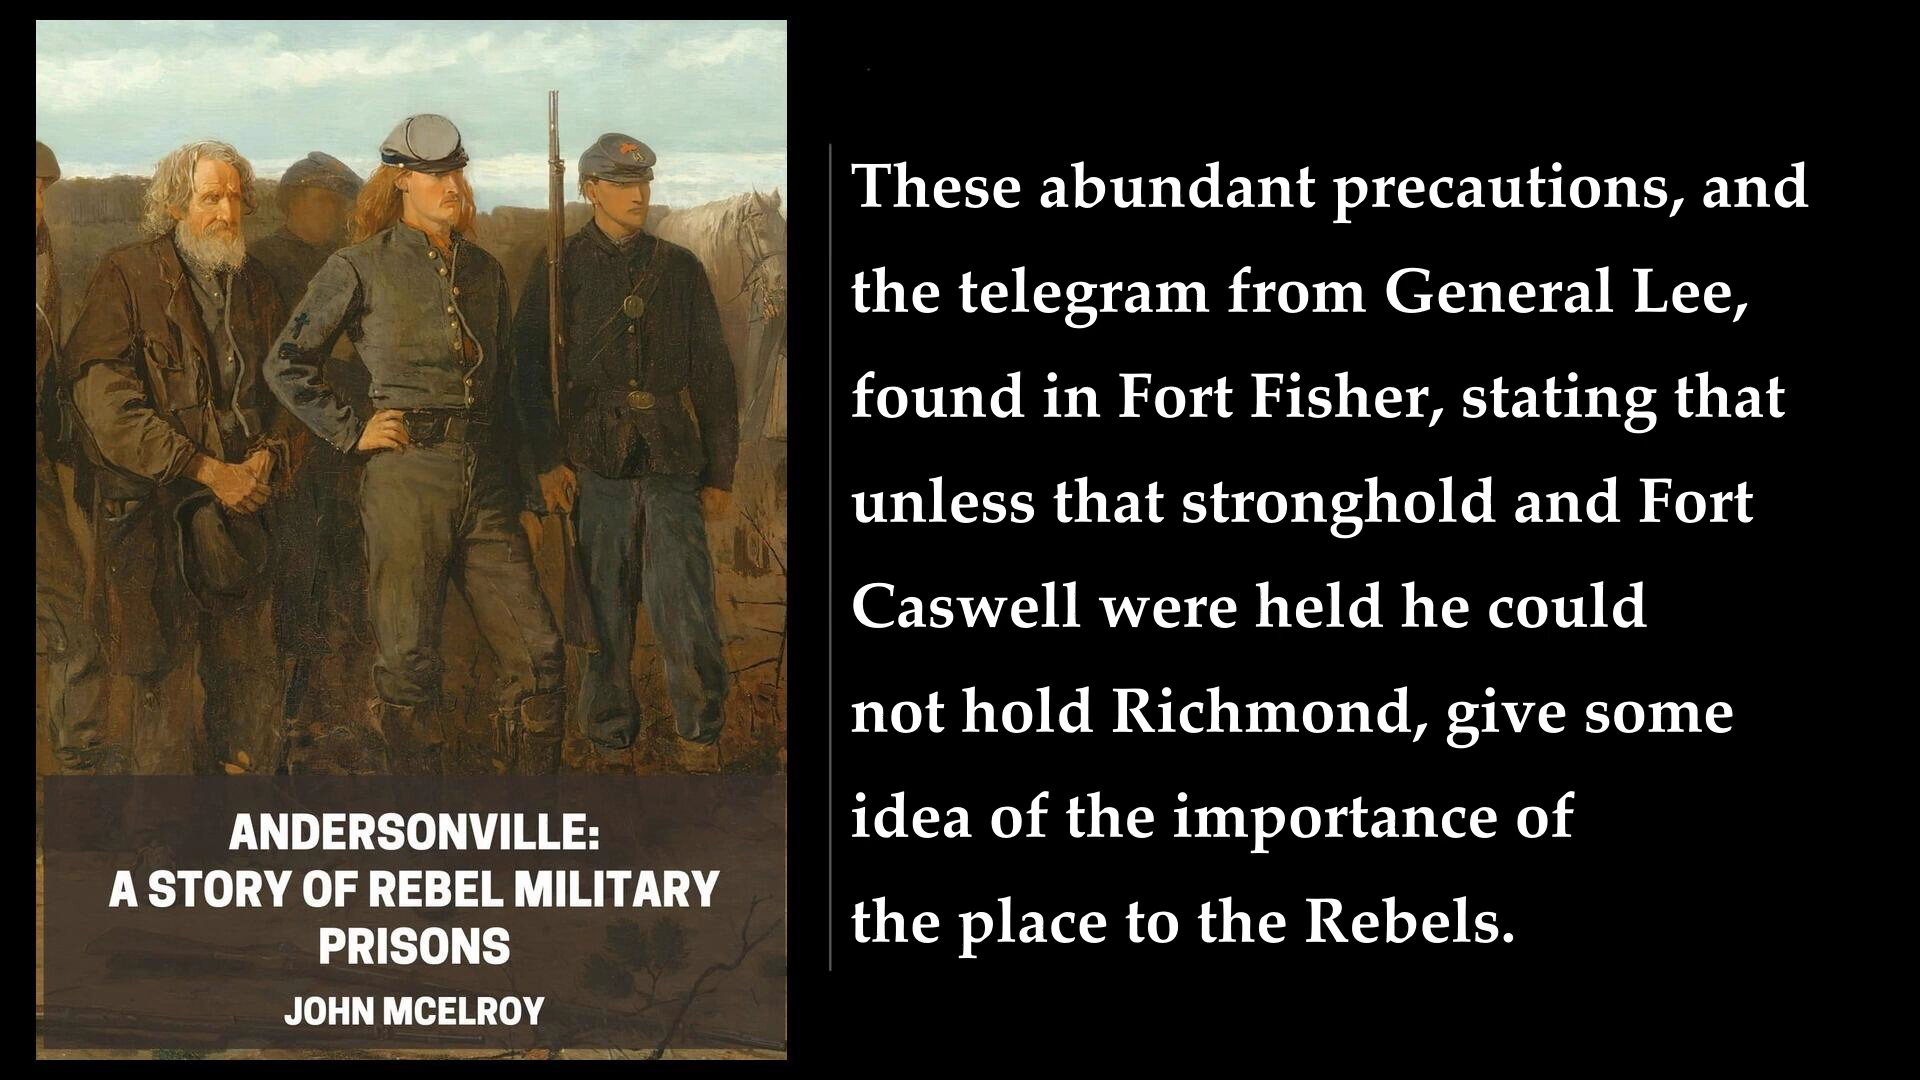 ANDERSONVILLE:
A STORY OF REBEL MILITARY
PRISONS
JOHN MCELROY
These abundant precautions, and
the telegram from General Lee,
found in Fort Fisher, stating that
unless that stronghold and Fort
Caswell were held he could
not hold Richmond, give some
idea of the importance of
the place to the Rebels.